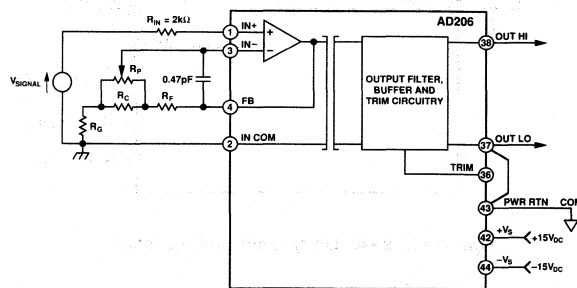 AD206
R_IN = 2kΩ
1 IN+
+
3 IN−
−
38 OUT HI
V_SIGNAL
R_P
0.47pF
R_C
R_F
4 FB
R_G
OUTPUT FILTER,
BUFFER AND
TRIM CIRCUITRY
2 IN COM
37 OUT LO
TRIM 36
43 PWR RTN COM
42 +V_S +15V_DC
44 −V_S −15V_DC